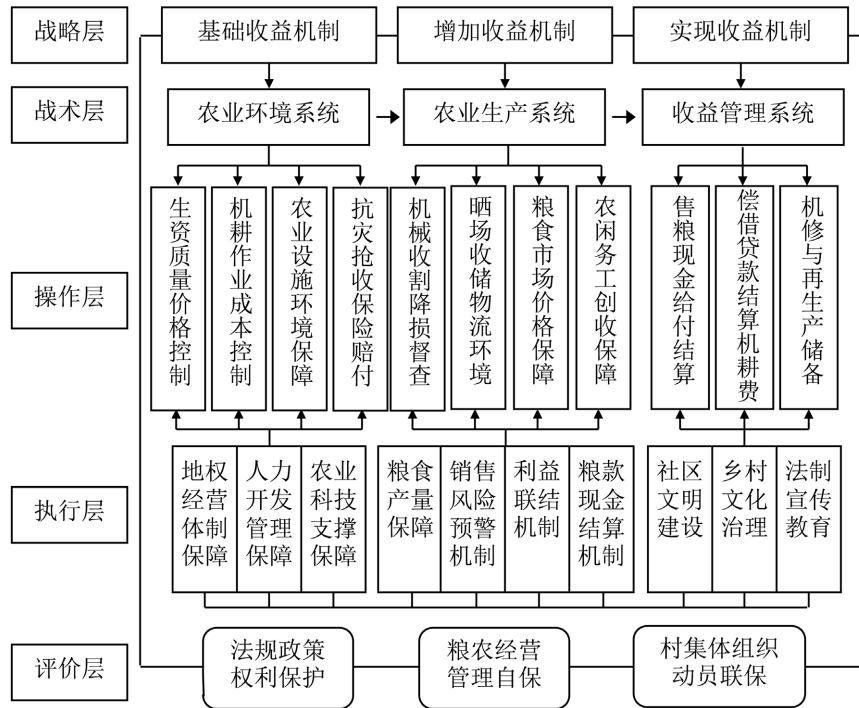 战略层
基础收益机制
增加收益机制
实现收益机制
战术层
农业环境系统
农业生产系统
收益管理系统
操作层
生资质量价格控制
机耕作业成本控制
农业设施环境保障
抗灾抢收保险赔付
机械收割降损督查
晒场收储物流环境
粮食市场价格保障
农闲务工创收保障
售粮现金给付结算
偿借贷款结算机耕费
机修与再生产储备
执行层
地权
经营
体制
保障
人力
开发
管理
保障
农业
科技
支撑
保障
粮食
产量
保障
销售
风险
预警
机制
利益
联结
机制
粮款
现金
结算
机制
社区
文明
建设
乡村
文化
治理
法制
宣传
教育
评价层
法规政策
权利保护
粮农经营
管理自保
村集体组织
动员联保